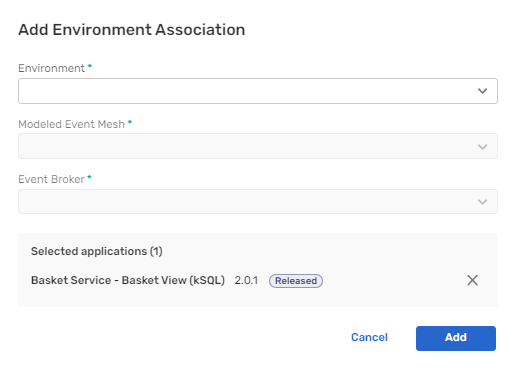 Add Environment Association
Environment *
Modeled Event Mesh *
Event Broker *
Selected applications (1)
Basket Service - Basket View (kSQL) 2.0.1 Released
Cancel Add